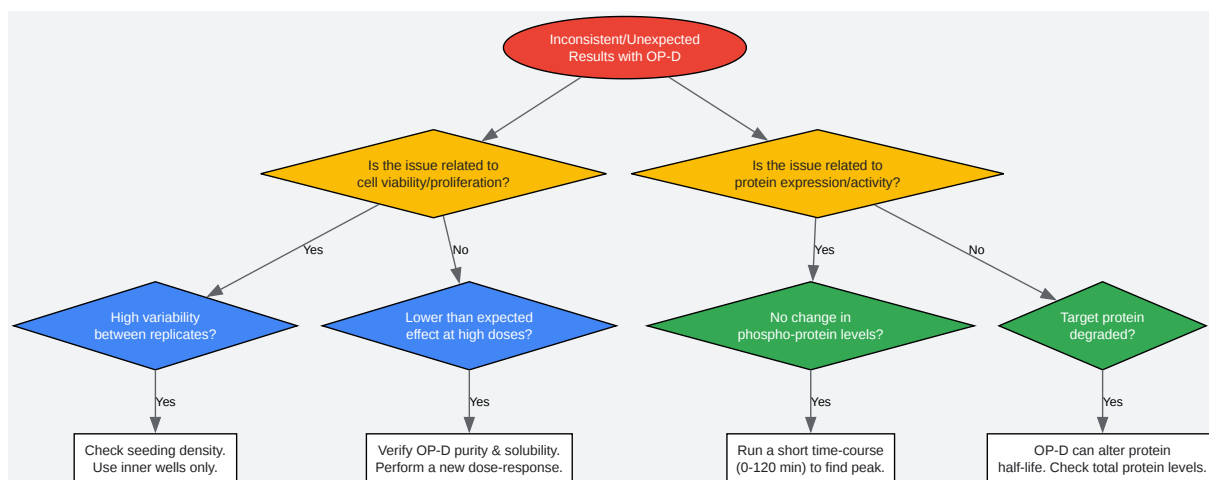 Inconsistent/Unexpected
Results with OP-D
Is the issue related to
cell viability/proliferation?
Is the issue related to
protein expression/activity?
Yes
No
Yes
No
High variability
between replicates?
Lower than expected
effect at high doses?
No change in
phospho-protein levels?
Target protein
degraded?
Yes
Yes
Yes
Yes
Check seeding density.
Use inner wells only.
Verify OP-D purity & solubility.
Perform a new dose-response.
Run a short time-course
(0-120 min) to find peak.
OP-D can alter protein
half-life. Check total protein levels.